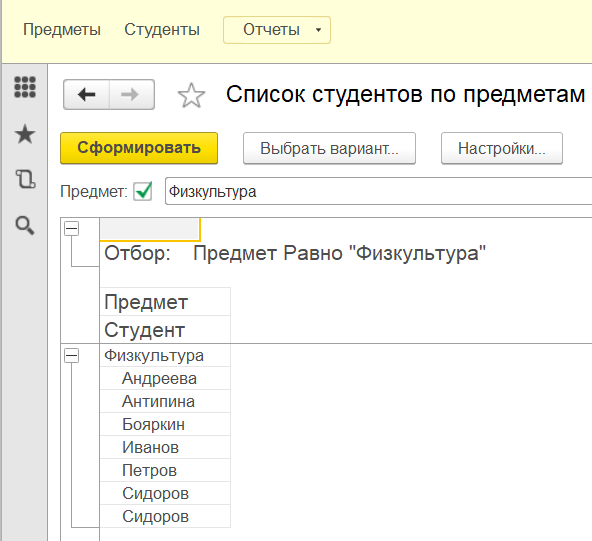 Предметы Студенты Отчеты
Список студентов по предметам
Сформировать Выбрать вариант... Настройки...
Предмет: Физкультура
Отбор: Предмет Равно "Физкультура"
Предмет
Студент
Физкультура
Андреева
Антипина
Бояркин
Иванов
Петров
Сидоров
Сидоров